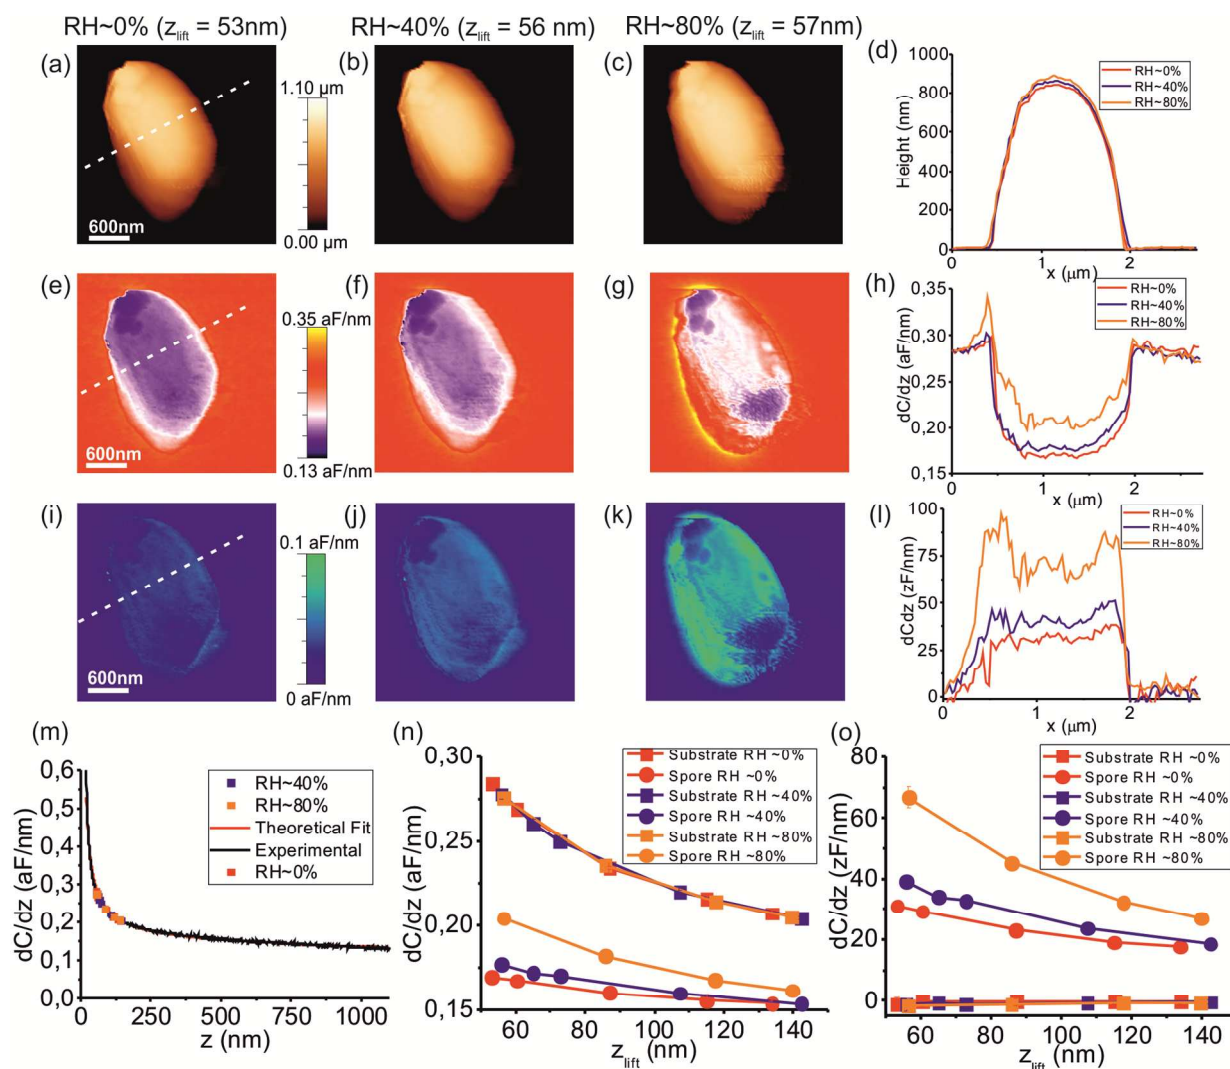 RH~0% (z_lift = 53nm)
RH~40% (z_lift = 56 nm)
RH~80% (z_lift = 57nm)
(a)
1.10 µm
0.00 µm
600nm
(b)
(c)
(d)
1000
800
600
400
200
0
Height (nm)
RH~0%
RH~40%
RH~80%
0
1
2
x (µm)
(e)
0.35 aF/nm
0.13 aF/nm
600nm
(f)
(g)
(h)
dC/dz (aF/nm)
0,35
0,30
0,25
0,20
0,15
RH~0%
RH~40%
RH~80%
0
1
2
x (µm)
(i)
0.1 aF/nm
0 aF/nm
600nm
(j)
(k)
(l)
dCdz (zF/nm)
100
75
50
25
0
RH~0%
RH~40%
RH~80%
0
1
2
x (µm)
(m)
dC/dz (aF/nm)
0,6
0,5
0,4
0,3
0,2
0,1
0,0
RH~40%
RH~80%
Theoretical Fit
Experimental
RH~0%
0
250
500
750
1000
z (nm)
(n)
dC/dz (aF/nm)
0,30
0,25
0,20
0,15
Substrate RH ~0%
Spore RH ~0%
Substrate RH ~40%
Spore RH ~40%
Substrate RH ~80%
Spore RH ~80%
60
80
100
120
140
z_lift (nm)
(o)
dC/dz (zF/nm)
80
60
40
20
0
Substrate RH ~0%
Spore RH ~0%
Substrate RH ~40%
Spore RH ~40%
Substrate RH ~80%
Spore RH ~80%
60
80
100
120
140
z_lift (nm)